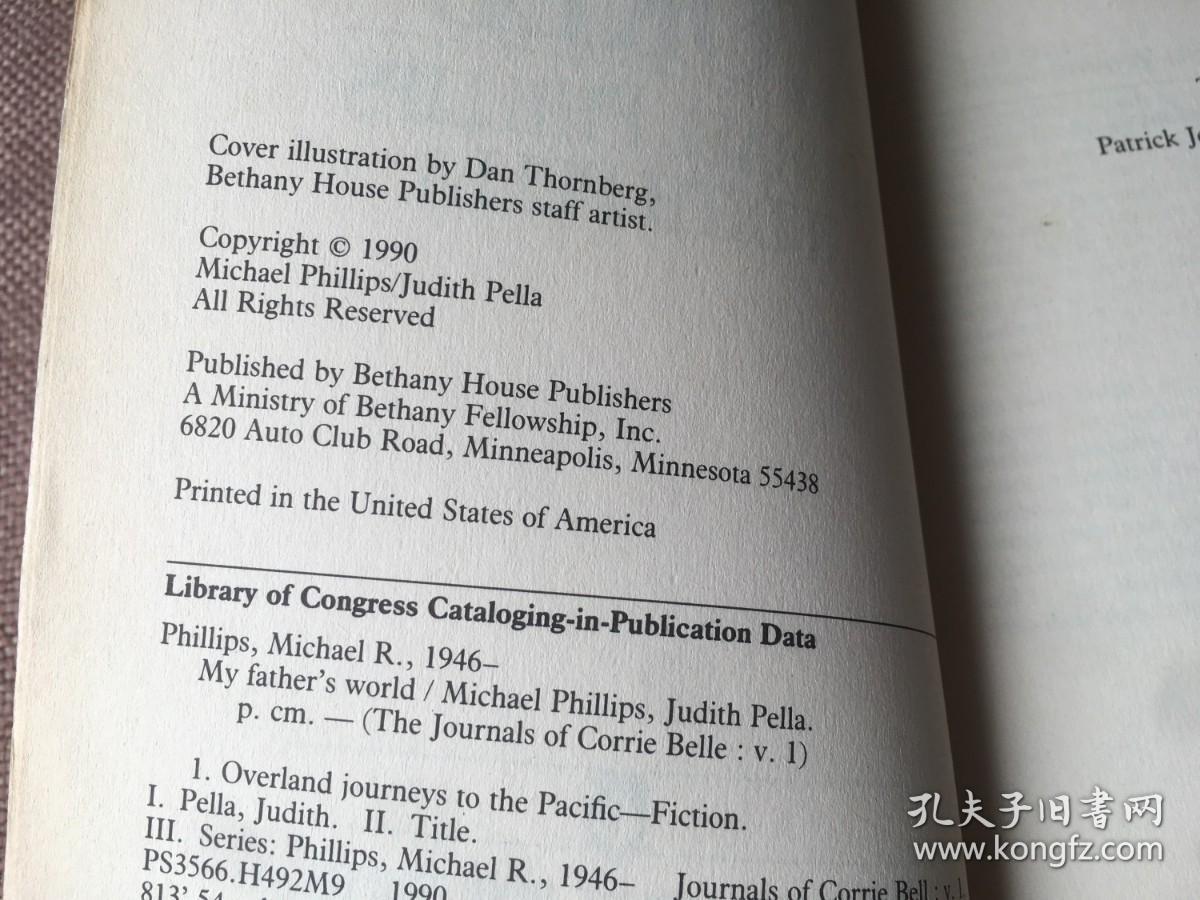 Cover illustration by Dan Thornberg,
Bethany House Publishers staff artist.
Copyright © 1990
Michael Phillips/Judith Pella
All Rights Reserved
Published by Bethany House Publishers
A Ministry of Bethany Fellowship, Inc.
6820 Auto Club Road, Minneapolis, Minnesota 55438
Printed in the United States of America
Library of Congress Cataloging-in-Publication Data
Phillips, Michael R., 1946–
My father's world / Michael Phillips, Judith Pella.
p. cm. — (The Journals of Corrie Belle : v. 1)
1. Overland journeys to the Pacific—Fiction.
I. Pella, Judith. II. Title.
III. Series: Phillips, Michael R., 1946– Journals of Corrie Bell : v. 1
PS3566.H492M9 1990
813'.54
Patrick
孔夫子旧书网
www.kongfz.com